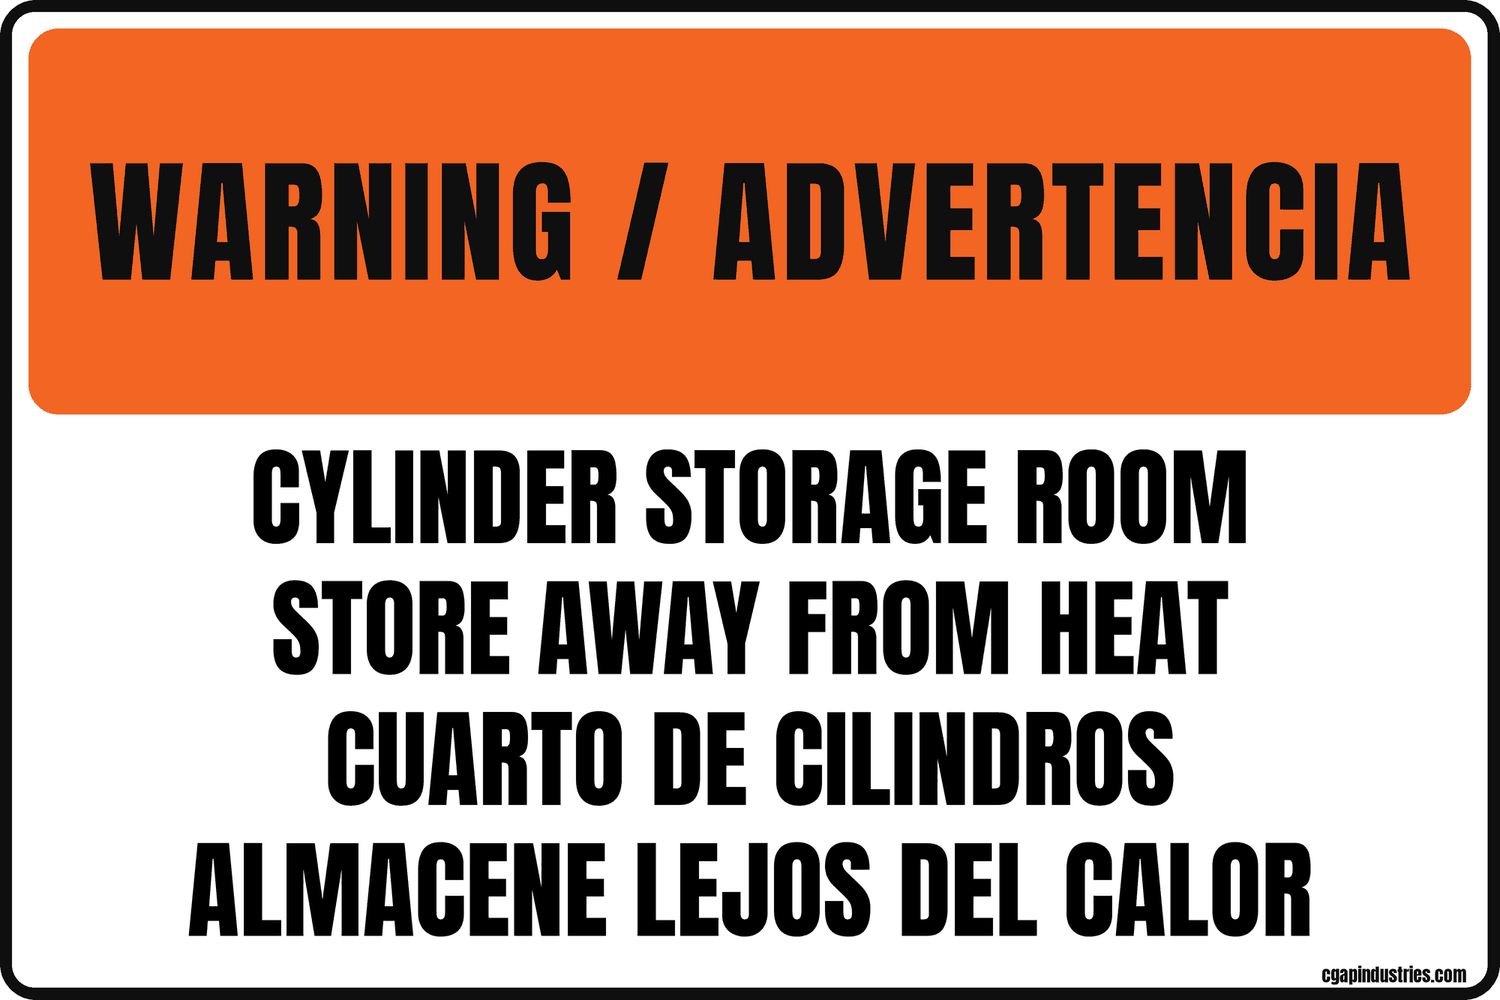 WARNING / ADVERTENCIA
CYLINDER STORAGE ROOM
STORE AWAY FROM HEAT
CUARTO DE CILINDROS
ALMACENE LEJOS DEL CALOR
cgapindustries.com